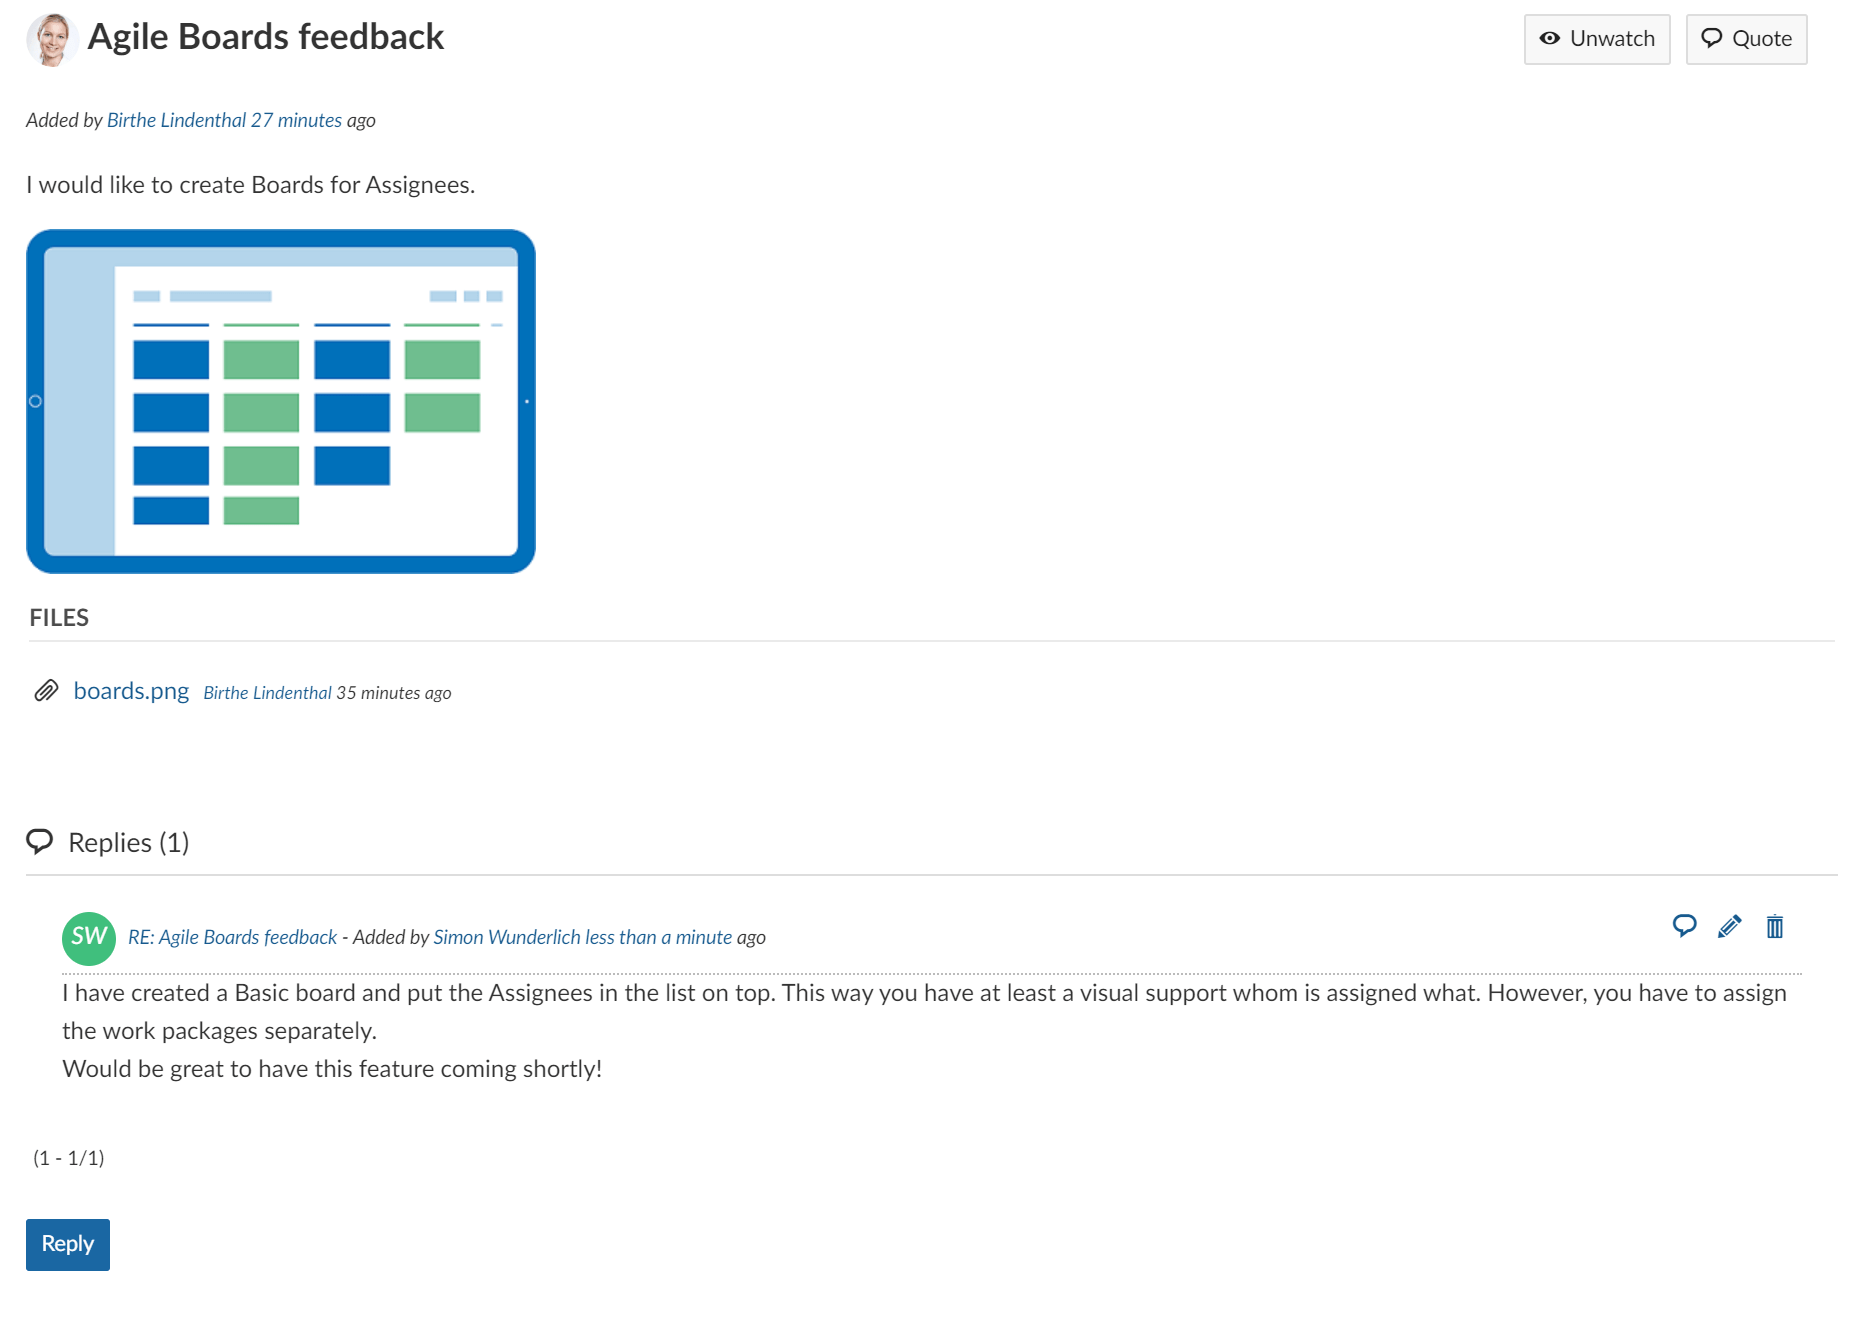 Agile Boards feedback
Unwatch
Quote
Added by Birthe Lindenthal 27 minutes ago
I would like to create Boards for Assignees.
FILES
boards.png Birthe Lindenthal 35 minutes ago
Replies (1)
SW RE: Agile Boards feedback - Added by Simon Wunderlich less than a minute ago
I have created a Basic board and put the Assignees in the list on top. This way you have at least a visual support whom is assigned what. However, you have to assign
the work packages separately.
Would be great to have this feature coming shortly!
(1 - 1/1)
Reply